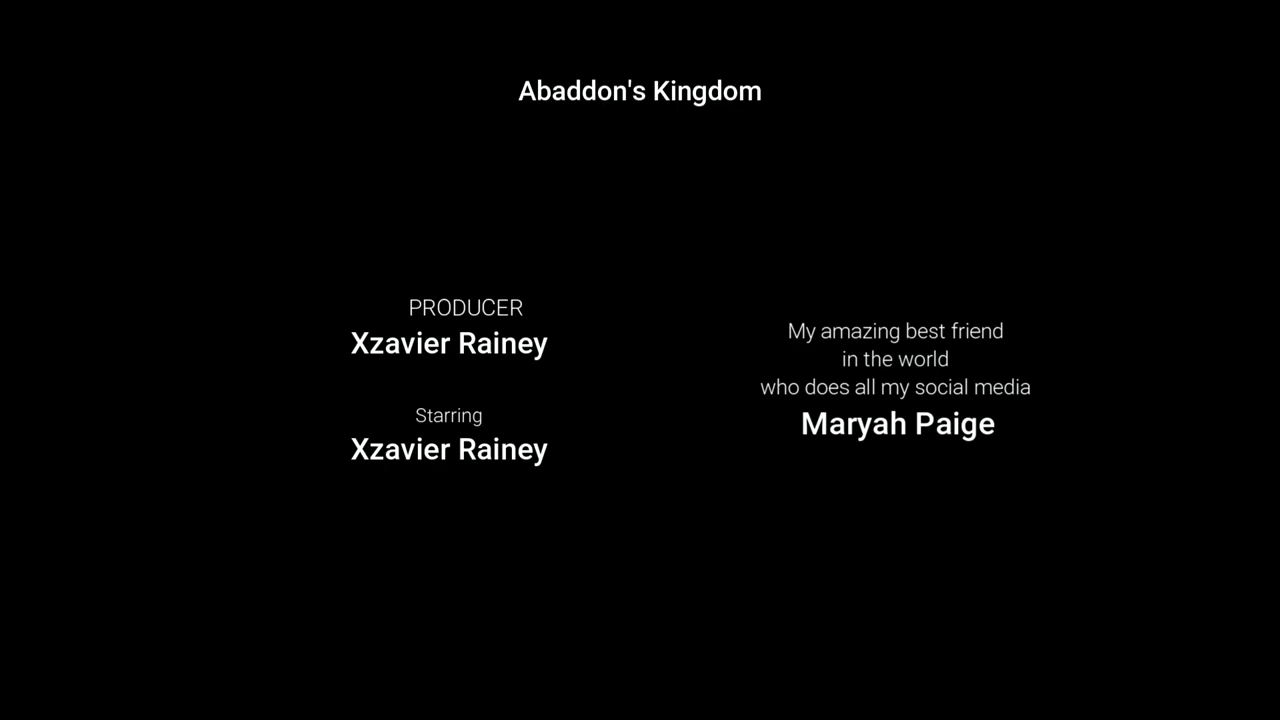 Abaddon's Kingdom
PRODUCER
Xzavier Rainey
Starring
Xzavier Rainey
My amazing best friend
in the world
who does all my social media
Maryah Paige